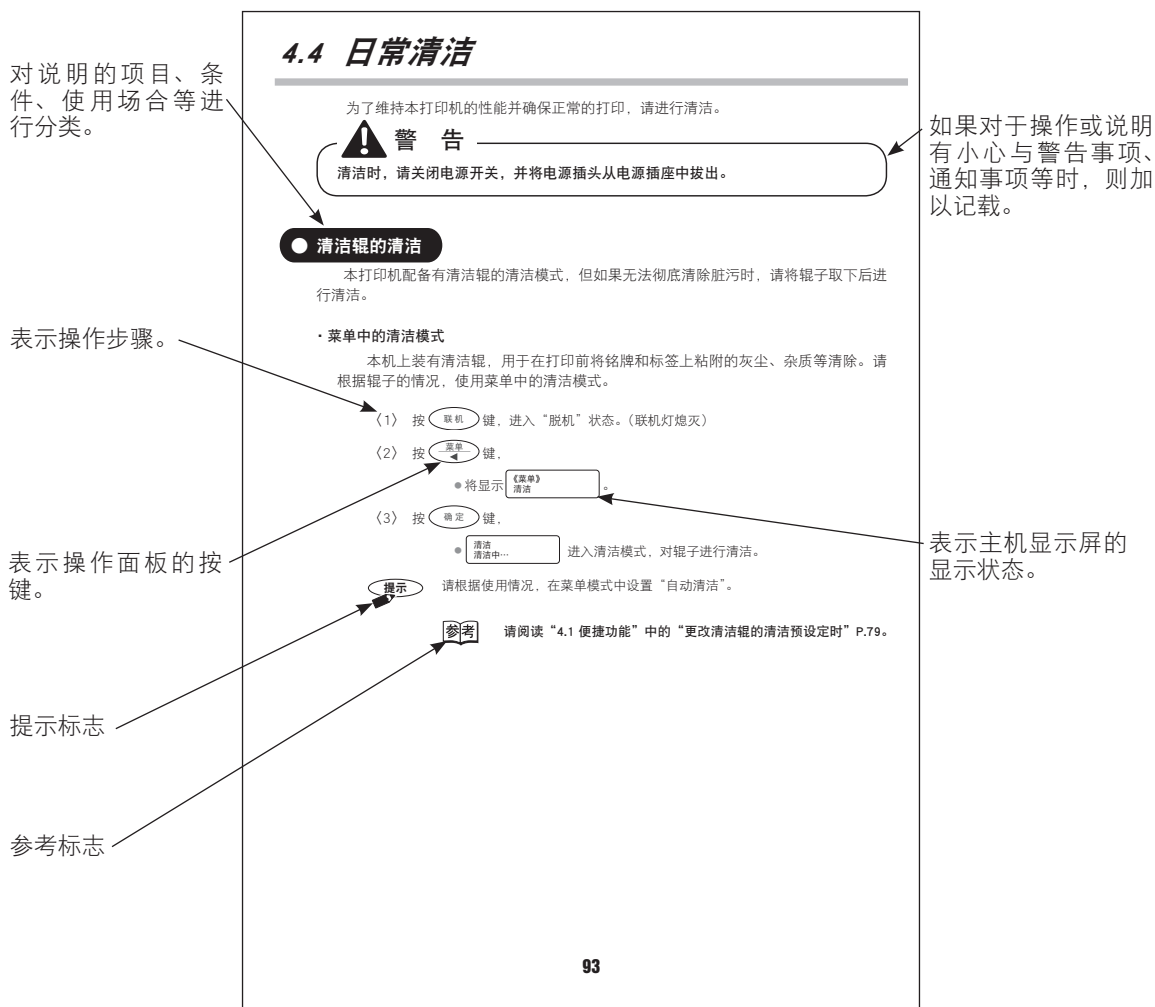 对说明的项目、条
件、使用场合等进
行分类。
表示操作步骤。
表示操作面板的按
键。
提示标志
参考标志
4.4 日常清洁
为了维持本打印机的性能并确保正常的打印，请进行清洁。
警 告
清洁时，请关闭电源开关，并将电源插头从电源插座中拔出。
● 清洁辊的清洁
本打印机配备有清洁辊的清洁模式，但如果无法彻底清除脏污时，请将辊子取下后进
行清洁。
・菜单中的清洁模式
本机上装有清洁辊，用于在打印前将铭牌和标签上粘附的灰尘、杂质等清除。请
根据辊子的情况，使用菜单中的清洁模式。
〈1〉 按 联机 键，进入“脱机”状态。（联机灯熄灭）
〈2〉 按 菜单 ◀ 键，
●将显示 《菜单》
清洁 。
〈3〉 按 确定 键，
● 清洁
清洁中… 进入清洁模式，对辊子进行清洁。
提示 请根据使用情况，在菜单模式中设置“自动清洁”。
参考 请阅读“4.1 便捷功能”中的“更改清洁辊的清洁预设定时”P.79。
93
如果对于操作或说明
有小心与警告事项、
通知事项等时，则加
以记载。
表示主机显示屏的
显示状态。